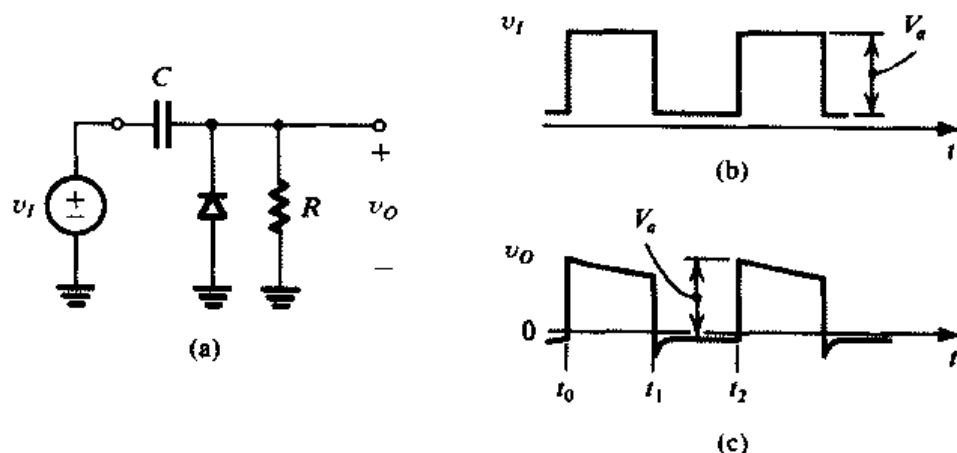 C
+
−
v_I
R
+
v_O
−
(a)
v_I
V_a
t
(b)
v_O
V_a
0
t
t_0
t_1
t_2
(c)